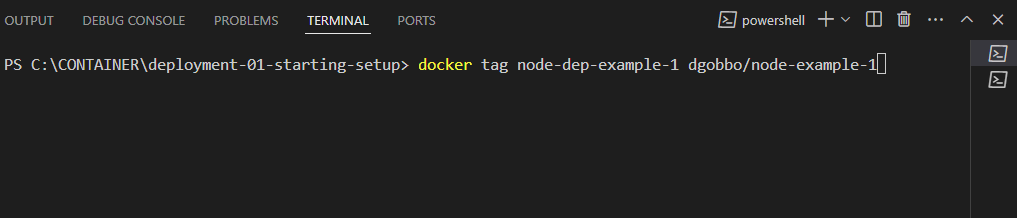 OUTPUT DEBUG CONSOLE PROBLEMS TERMINAL PORTS powershell
PS C:\CONTAINER\deployment-01-starting-setup> docker tag node-dep-example-1 dgobbo/node-example-1